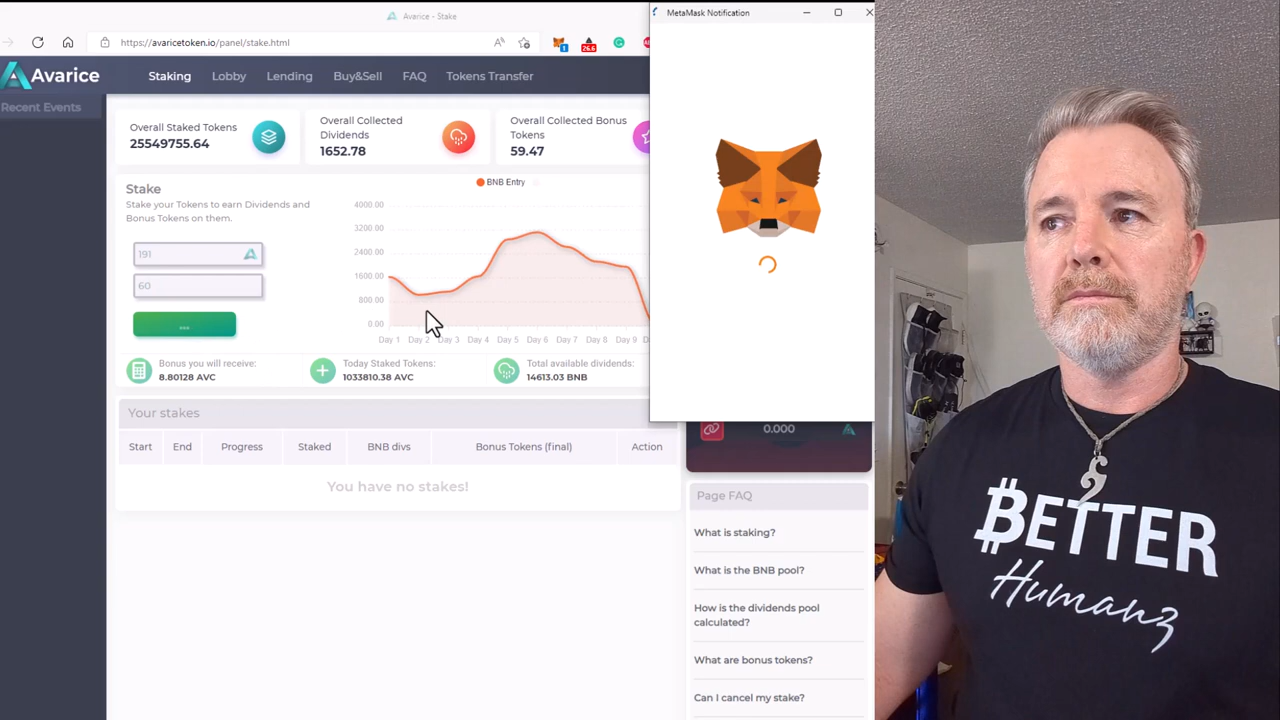 Avarice - Stake
MetaMask Notification
https://avaricetoken.io/panel/stake.html
1
26.6
Avarice
Staking
Lobby
Lending
Buy&Sell
FAQ
Tokens Transfer
Recent Events
Overall Staked Tokens
25549755.64
Overall Collected
Dividends
1652.78
Overall Collected Bonus
Tokens
59.47
Stake
Stake your Tokens to earn Dividends and
Bonus Tokens on them.
191
60
...
BNB Entry
4000.00
3200.00
2400.00
1600.00
800.00
0.00
Day 1
Day 2
Day 3
Day 4
Day 5
Day 6
Day 7
Day 8
Day 9
Bonus you will receive:
8.80128 AVC
Today Staked Tokens:
1033810.38 AVC
Total available dividends:
14613.03 BNB
Your stakes
Start
End
Progress
Staked
BNB divs
Bonus Tokens (final)
Action
You have no stakes!
0.000
Page FAQ
What is staking?
What is the BNB pool?
How is the dividends pool
calculated?
What are bonus tokens?
Can I cancel my stake?
₿ETTER
Humanz